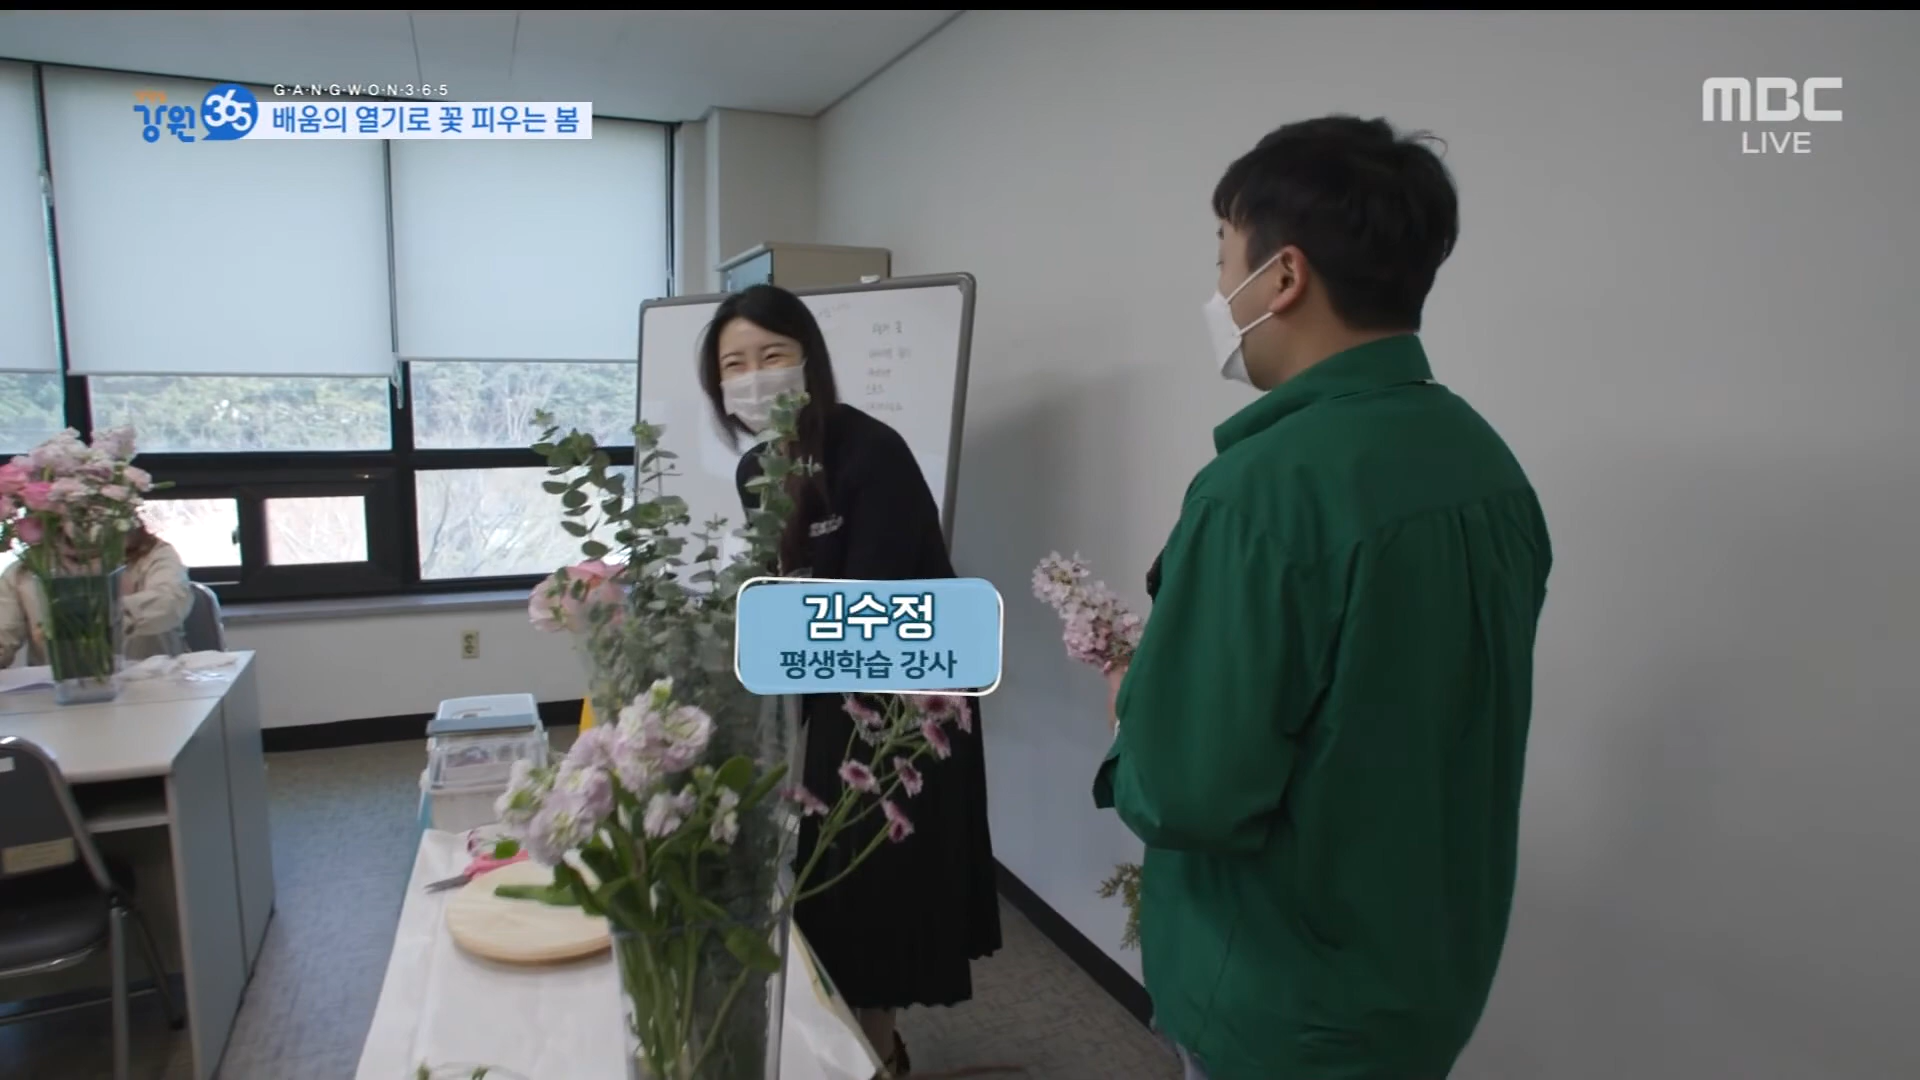 G·A·N·G·W·O·N·3·6·5
강원 365
배움의 열기로 꽃 피우는 봄
MBC
LIVE
김수정
평생학습 강사